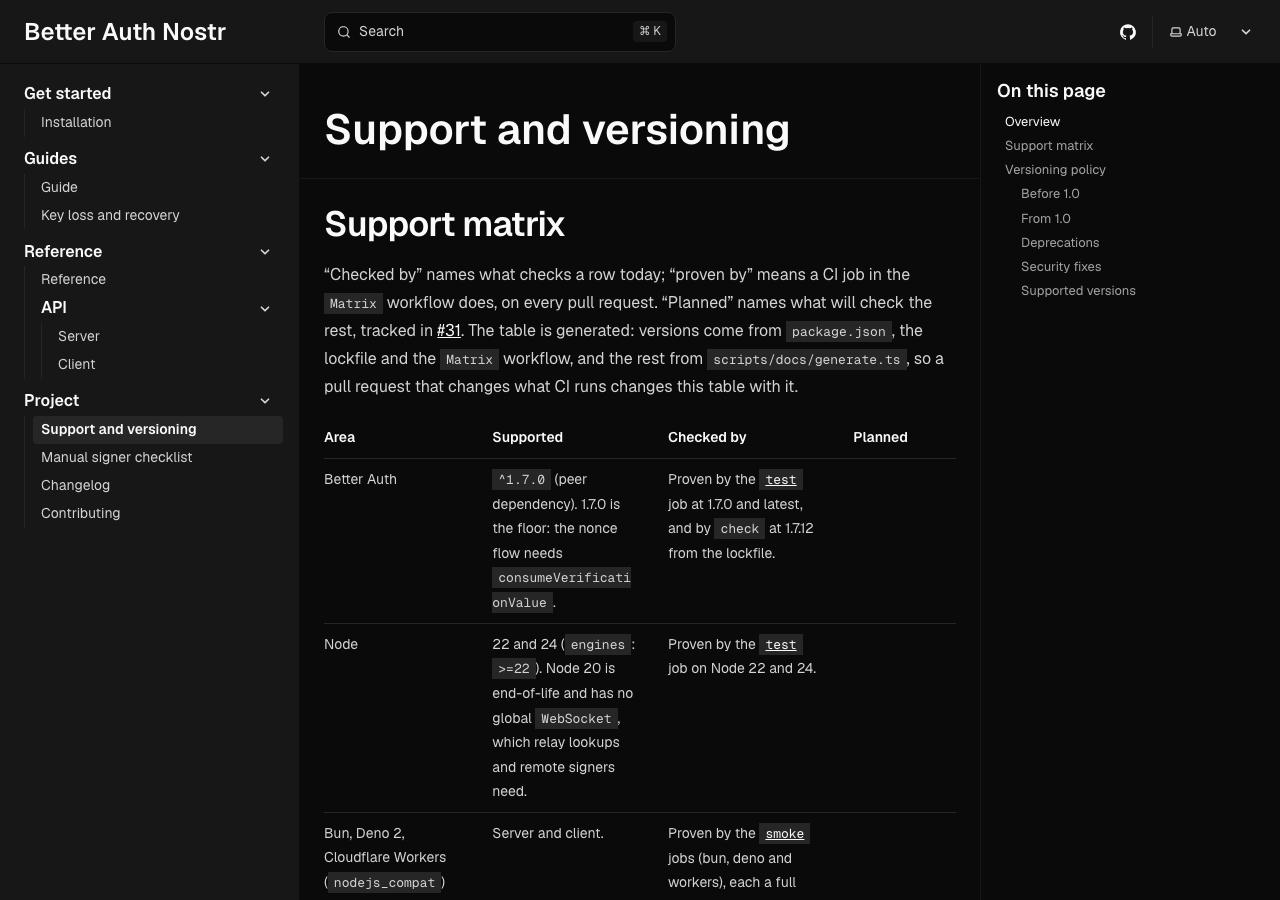 Better Auth Nostr
Search
⌘ K
Auto
Get started
Installation
Guides
Guide
Key loss and recovery
Reference
Reference
API
Server
Client
Project
Support and versioning
Manual signer checklist
Changelog
Contributing
Support and versioning
Support matrix
“Checked by” names what checks a row today; “proven by” means a CI job in the
Matrix workflow does, on every pull request. “Planned” names what will check the
rest, tracked in #31. The table is generated: versions come from package.json, the
lockfile and the Matrix workflow, and the rest from scripts/docs/generate.ts, so a
pull request that changes what CI runs changes this table with it.
Area Supported Checked by Planned
Better Auth
^1.7.0 (peer
dependency). 1.7.0 is
the floor: the nonce
flow needs
consumeVerificati
onValue.
Proven by the test
job at 1.7.0 and latest,
and by check at 1.7.12
from the lockfile.
Node
22 and 24 (engines:
>=22). Node 20 is
end-of-life and has no
global WebSocket,
which relay lookups
and remote signers
need.
Proven by the test
job on Node 22 and 24.
Bun, Deno 2,
Cloudflare Workers
(nodejs_compat)
Server and client.
Proven by the smoke
jobs (bun, deno and
workers), each a full
On this page
Overview
Support matrix
Versioning policy
Before 1.0
From 1.0
Deprecations
Security fixes
Supported versions